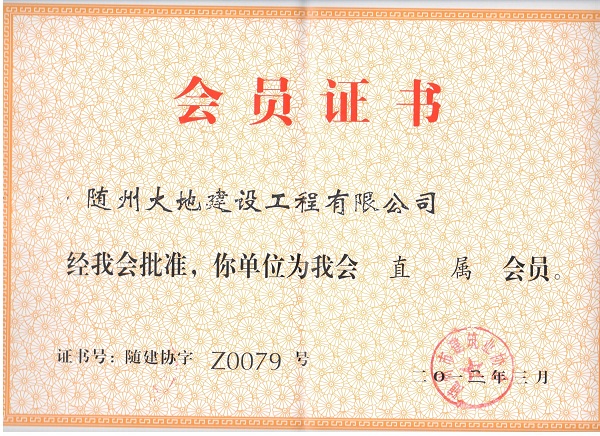 会员证书
随州大地建设工程有限公司
经我会批准，你单位为我会 直 属 会员。
证书号：随建协字 Z0079 号
二〇一二年三月